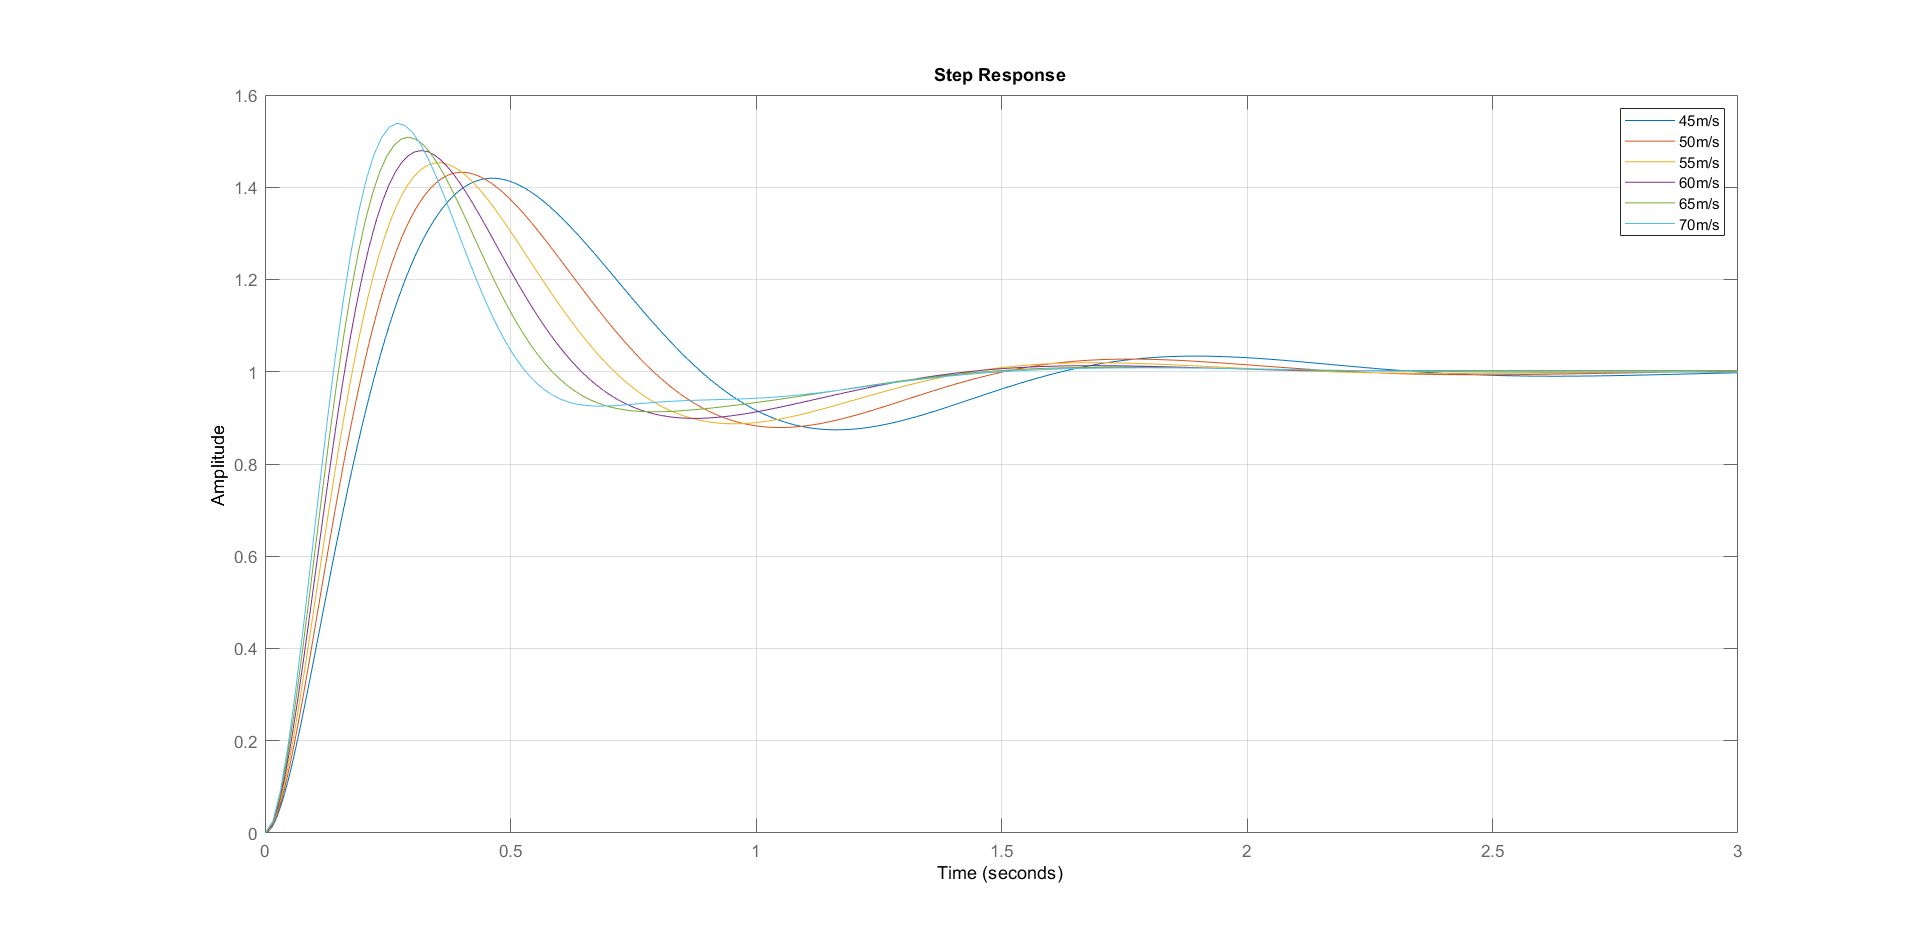 Step Response
1.6
1.4
1.2
1
0.8
0.6
0.4
0.2
0
Amplitude
45m/s
50m/s
55m/s
60m/s
65m/s
70m/s
0 0.5 1 1.5 2 2.5 3
Time (seconds)